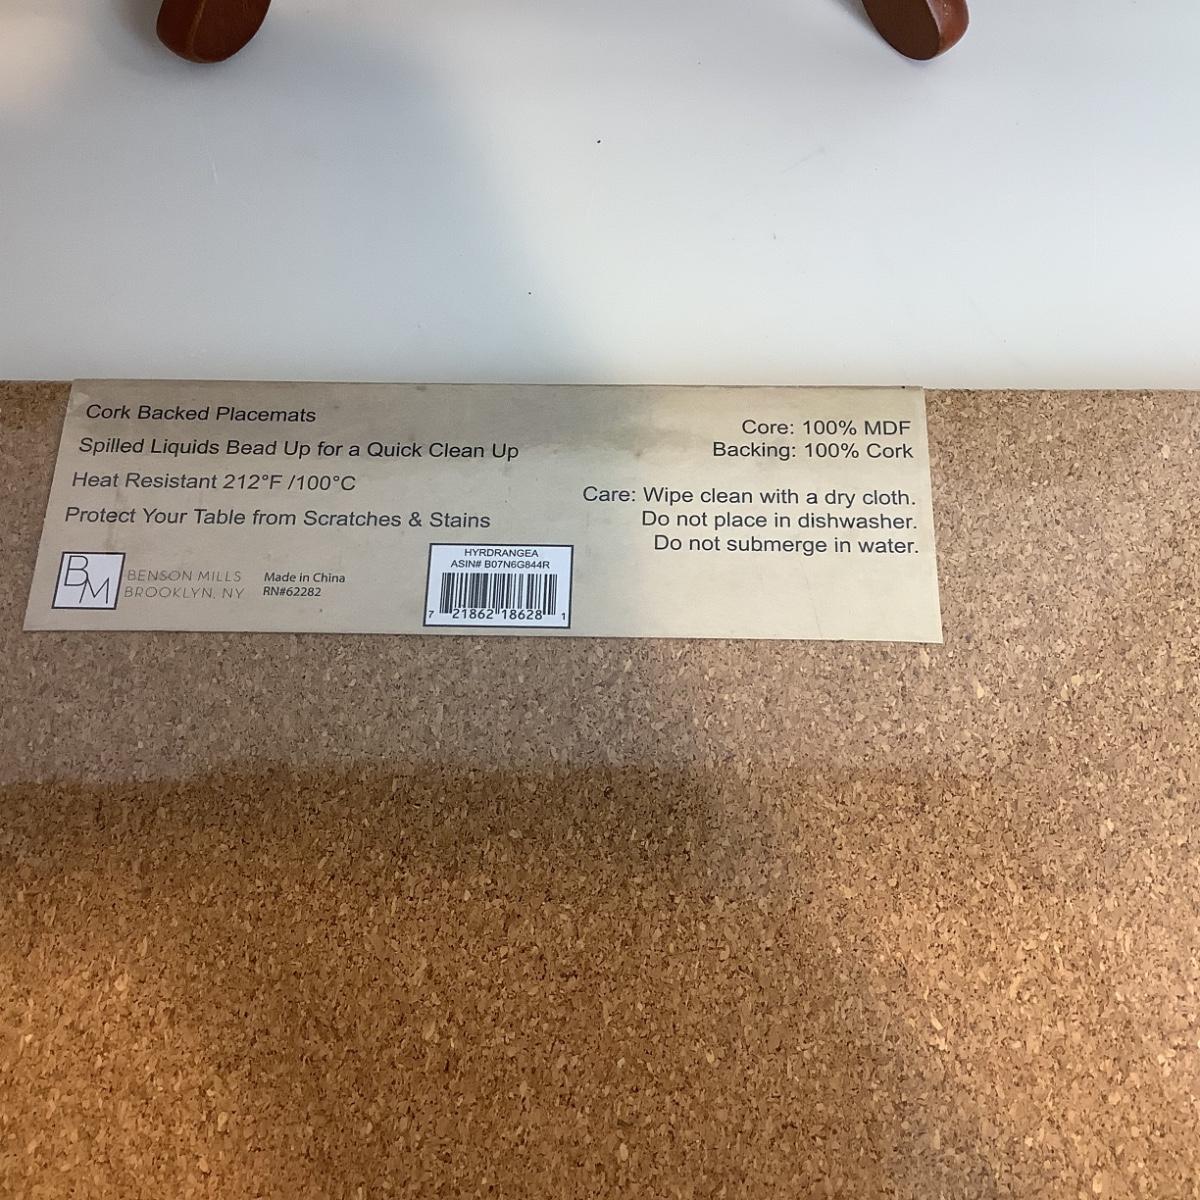 Cork Backed Placemats
Spilled Liquids Bead Up for a Quick Clean Up
Heat Resistant 212°F /100°C
Protect Your Table from Scratches & Stains
BM
BENSON MILLS
BROOKLYN, NY
Made in China
RN#62282
HYRDRANGEA
ASIN# B07N6G844R
7 21862 18628 1
Core: 100% MDF
Backing: 100% Cork
Care: Wipe clean with a dry cloth.
Do not place in dishwasher.
Do not submerge in water.